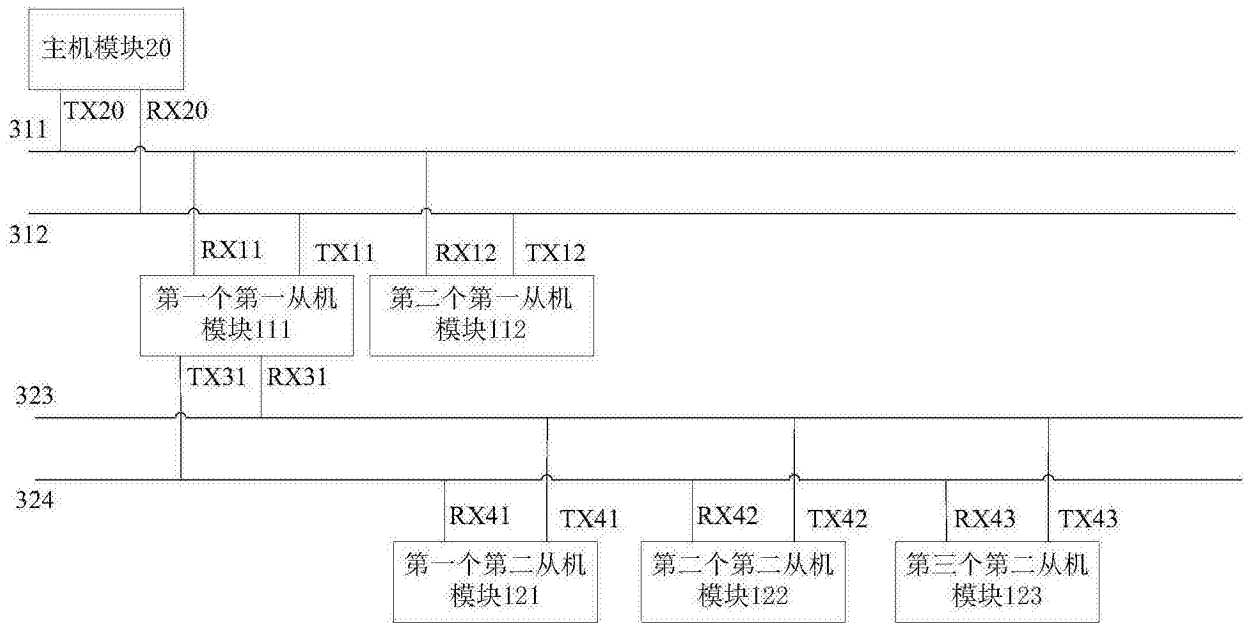 主机模块20
TX20 RX20
311
312
RX11 TX11 RX12 TX12
第一个第一从机
模块111
第二个第一从机
模块112
TX31 RX31
323
324
RX41 TX41 RX42 TX42 RX43 TX43
第一个第二从机
模块121
第二个第二从机
模块122
第三个第二从机
模块123